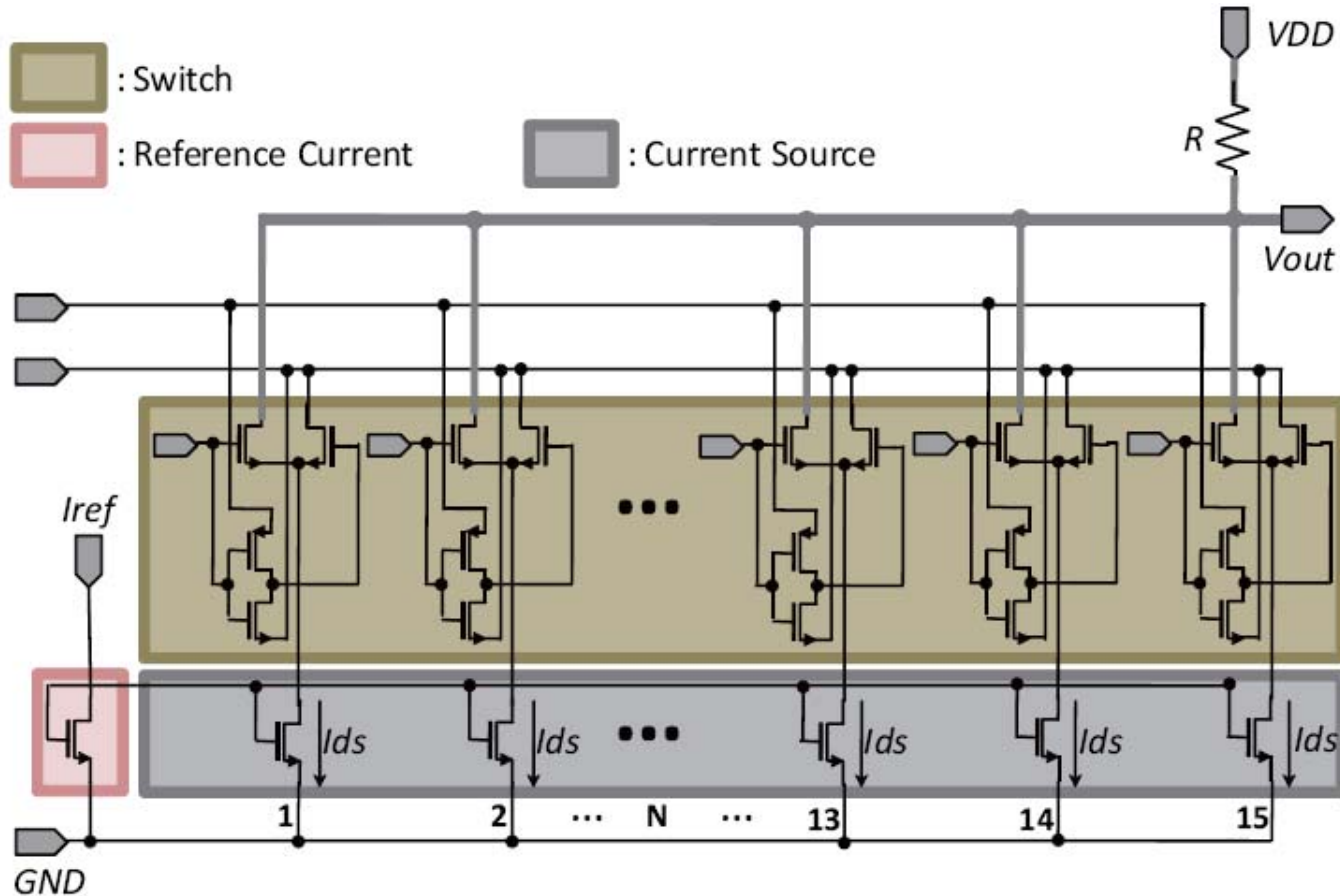 VDD
: Switch
R
: Reference Current
: Current Source
Vout
Iref
Ids
Ids
Ids
Ids
Ids
1
2
...
N
...
13
14
15
GND